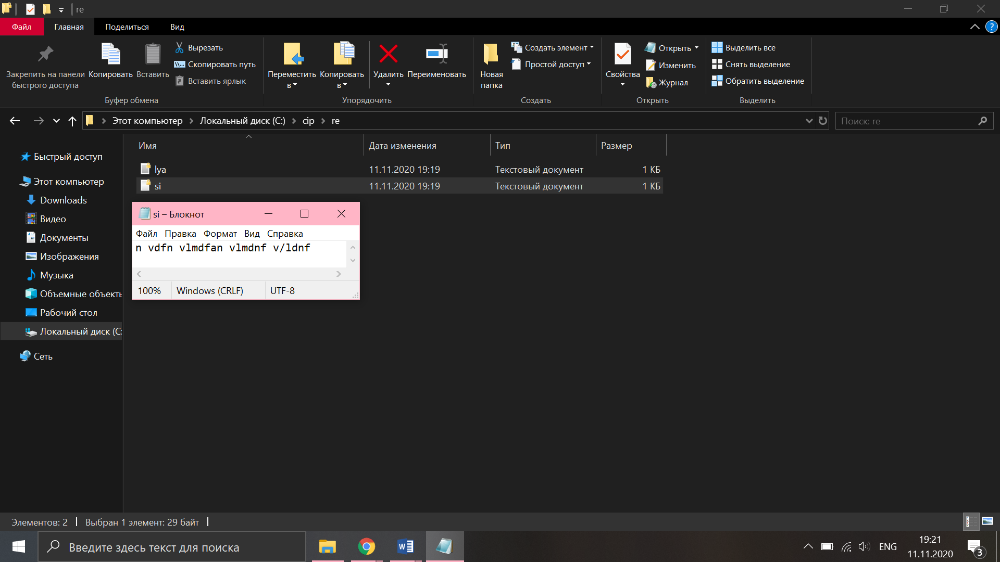 re
Файл Главная Поделиться Вид
Закрепить на панели быстрого доступа
Копировать
Вставить
Вырезать
Скопировать путь
Вставить ярлык
Буфер обмена
Переместить в
Копировать в
Удалить
Переименовать
Упорядочить
Новая папка
Создать элемент
Простой доступ
Создать
Свойства
Открыть
Изменить
Журнал
Открыть
Выделить все
Снять выделение
Обратить выделение
Выделить
?
Этот компьютер Локальный диск (C:) cip re
Поиск: re
Имя Дата изменения Тип Размер
lya 11.11.2020 19:19 Текстовый документ 1 КБ
si 11.11.2020 19:19 Текстовый документ 1 КБ
Быстрый доступ
Этот компьютер
Downloads
Видео
Документы
Изображения
Музыка
Объемные объекты
Рабочий стол
Локальный диск (C:
Сеть
si – Блокнот
Файл Правка Формат Вид Справка
n vdfn vlmdfan vlmdnf v/ldnf
100% Windows (CRLF) UTF-8
Элементов: 2 Выбран 1 элемент: 29 байт
Введите здесь текст для поиска
W
ENG
19:21
11.11.2020
3